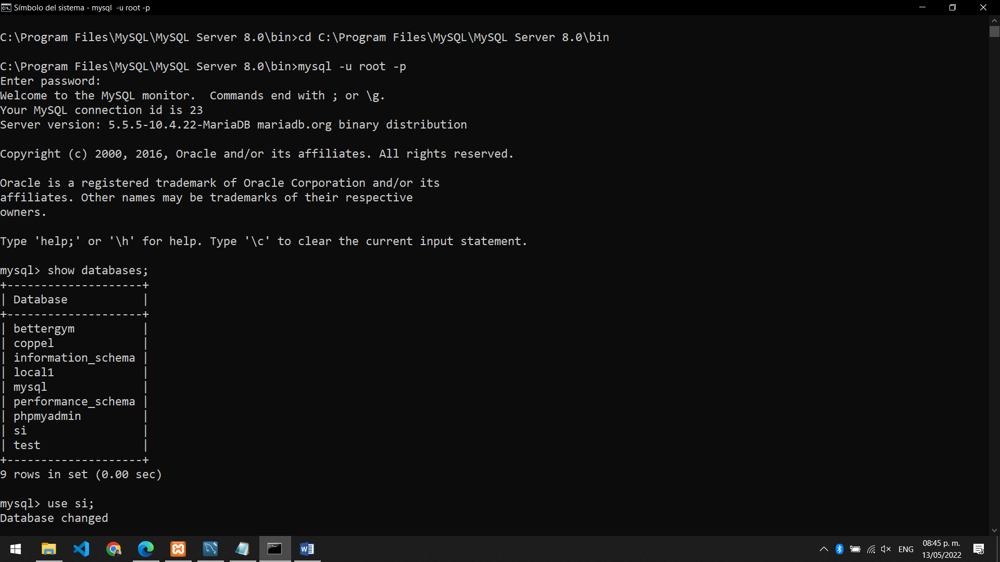 Símbolo del sistema - mysql  -u root -p
C:\Program Files\MySQL\MySQL Server 8.0\bin>cd C:\Program Files\MySQL\MySQL Server 8.0\bin
C:\Program Files\MySQL\MySQL Server 8.0\bin>mysql -u root -p
Enter password:
Welcome to the MySQL monitor.  Commands end with ; or \g.
Your MySQL connection id is 23
Server version: 5.5.5-10.4.22-MariaDB mariadb.org binary distribution
Copyright (c) 2000, 2016, Oracle and/or its affiliates. All rights reserved.
Oracle is a registered trademark of Oracle Corporation and/or its
affiliates. Other names may be trademarks of their respective
owners.
Type 'help;' or '\h' for help. Type '\c' to clear the current input statement.
mysql> show databases;
+--------------------+
| Database           |
+--------------------+
| bettergym          |
| coppel             |
| information_schema |
| local1             |
| mysql              |
| performance_schema |
| phpmyadmin         |
| si                 |
| test               |
+--------------------+
9 rows in set (0.00 sec)
mysql> use si;
Database changed
ENG
08:45 p. m.
13/05/2022